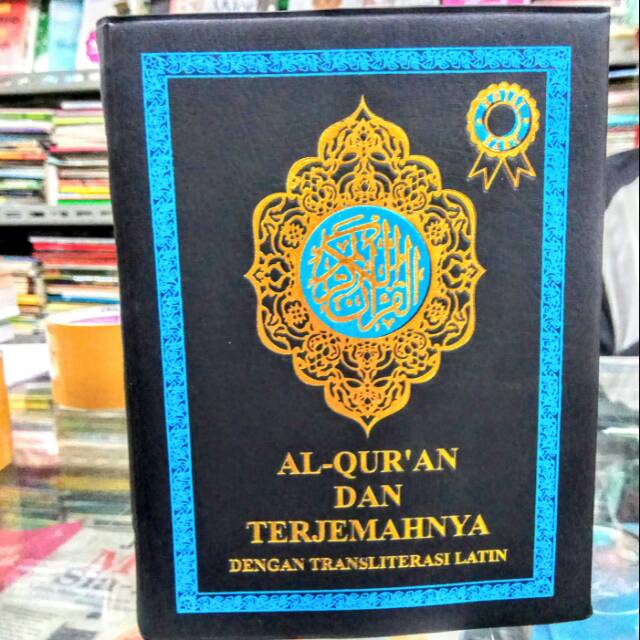 القرآن الكريم
AL-QUR'AN
DAN
TERJEMAHNYA
DENGAN TRANSLITERASI LATIN